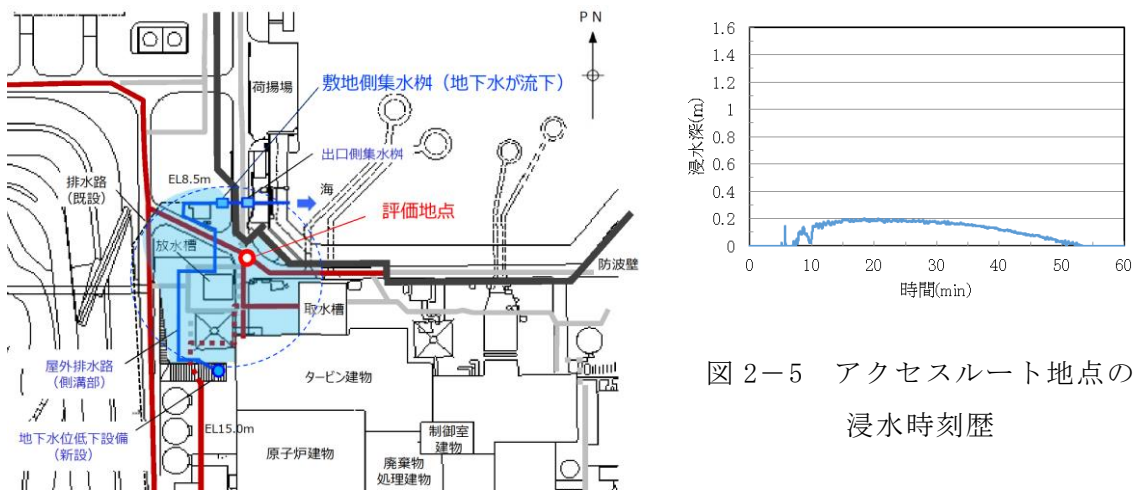 P N
荷揚場
敷地側集水桝（地下水が流下）
出口側集水桝
EL8.5m
排水路
（既設）
海
評価地点
放水槽
防波壁
取水槽
屋外排水路
（側溝部）
タービン建物
地下水位低下設備
（新設）
EL15.0m
原子炉建物
制御室
建物
廃棄物
処理建物
浸水深(m)
1.6
1.4
1.2
1
0.8
0.6
0.4
0.2
0
0 10 20 30 40 50 60
時間(min)
図 2－5 アクセスルート地点の
浸水時刻歴